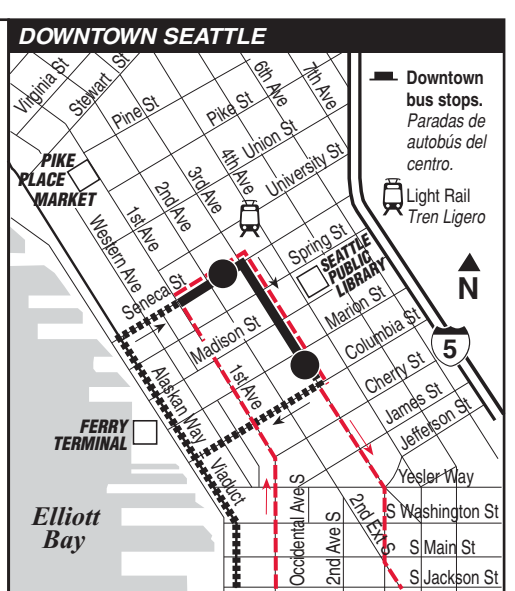 DOWNTOWN SEATTLE
Virginia St
Stewart St
Pine St
Pike St
6th Ave
7th Ave
Union St
University St
4th Ave
3rd Ave
2nd Ave
1st Ave
Western Ave
PIKE
PLACE
MARKET
Downtown
bus stops.
Paradas de
autobús del
centro.
Light Rail
Tren Ligero
N
5
Seneca St
Spring St
SEATTLE
PUBLIC
LIBRARY
Madison St
Marion St
Columbia St
Cherry St
James St
Jefferson St
1st Ave
Alaskan Way
Viaduct
FERRY
TERMINAL
Elliott
Bay
Yesler Way
S Washington St
S Main St
S Jackson St
Occidental Ave S
2nd Ave S
2nd Ext S